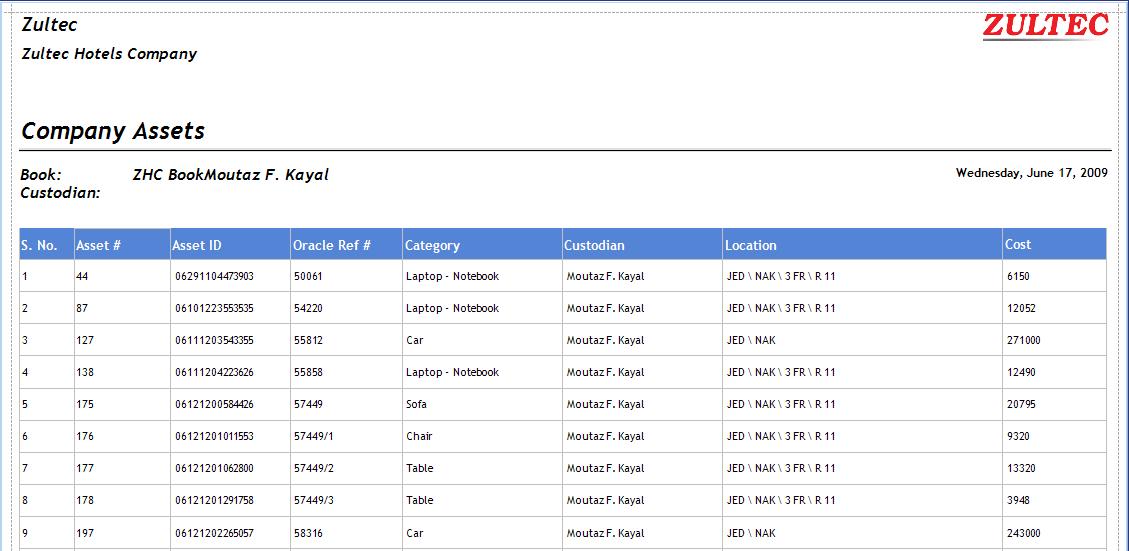 Zultec
ZULTEC
Zultec Hotels Company
Company Assets
Book: ZHC BookMoutaz F. Kayal
Wednesday, June 17, 2009
Custodian:
S. No. Asset # Asset ID Oracle Ref # Category Custodian Location Cost
1 44 06291104473903 50061 Laptop - Notebook Moutaz F. Kayal JED \ NAK \ 3 FR \ R 11 6150
2 87 06101223553535 54220 Laptop - Notebook Moutaz F. Kayal JED \ NAK \ 3 FR \ R 11 12052
3 127 06111203543355 55812 Car Moutaz F. Kayal JED \ NAK 271000
4 138 06111204223626 55858 Laptop - Notebook Moutaz F. Kayal JED \ NAK \ 3 FR \ R 11 12490
5 175 06121200584426 57449 Sofa Moutaz F. Kayal JED \ NAK \ 3 FR \ R 11 20795
6 176 06121201011553 57449/1 Chair Moutaz F. Kayal JED \ NAK \ 3 FR \ R 11 9320
7 177 06121201062800 57449/2 Table Moutaz F. Kayal JED \ NAK \ 3 FR \ R 11 13320
8 178 06121201291758 57449/3 Table Moutaz F. Kayal JED \ NAK \ 3 FR \ R 11 3948
9 197 06121202265057 58316 Car Moutaz F. Kayal JED \ NAK 243000